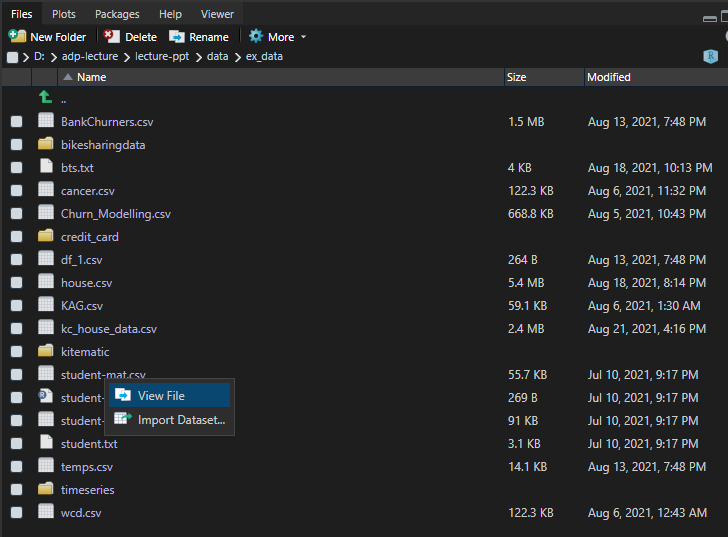 Files Plots Packages Help Viewer
New Folder Delete Rename More
D: adp-lecture lecture-ppt data ex_data R
Name Size Modified
..
BankChurners.csv 1.5 MB Aug 13, 2021, 7:48 PM
bikesharingdata
bts.txt 4 KB Aug 18, 2021, 10:13 PM
cancer.csv 122.3 KB Aug 6, 2021, 11:32 PM
Churn_Modelling.csv 668.8 KB Aug 5, 2021, 10:43 PM
credit_card
df_1.csv 264 B Aug 13, 2021, 7:48 PM
house.csv 5.4 MB Aug 18, 2021, 8:14 PM
KAG.csv 59.1 KB Aug 6, 2021, 1:30 AM
kc_house_data.csv 2.4 MB Aug 21, 2021, 4:16 PM
kitematic
student-mat.csv 55.7 KB Jul 10, 2021, 9:17 PM
student- View File 269 B Jul 10, 2021, 9:17 PM
student- Import Dataset... 91 KB Jul 10, 2021, 9:17 PM
student.txt 3.1 KB Jul 10, 2021, 9:17 PM
temps.csv 14.1 KB Aug 13, 2021, 7:48 PM
timeseries
wcd.csv 122.3 KB Aug 6, 2021, 12:43 AM